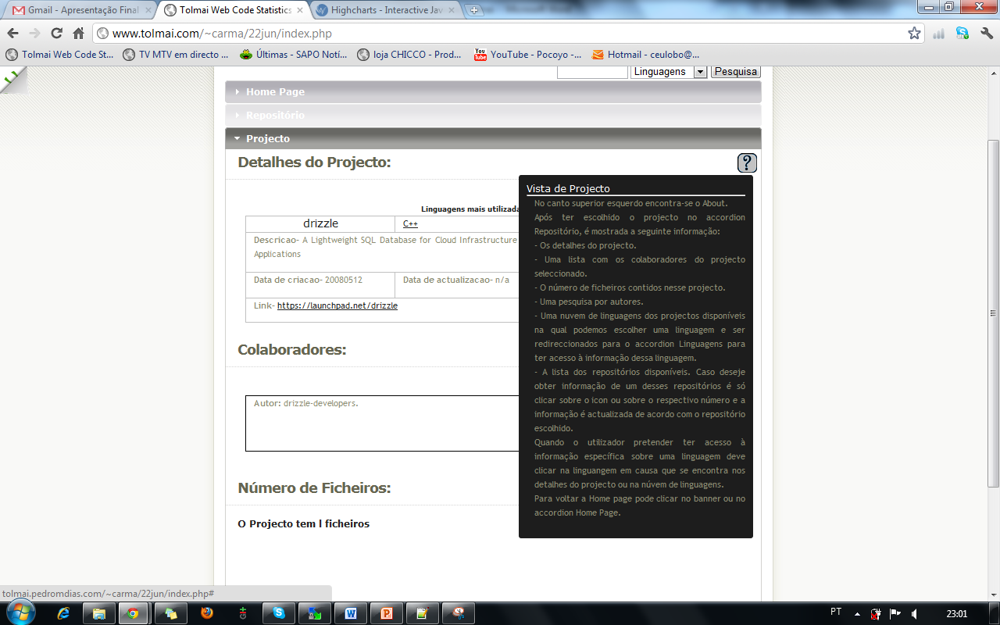 Gmail - Apresentação Final
Tolmai Web Code Statistics
Highcharts - Interactive Jav
www.tolmai.com/~carma/22jun/index.php
Tolmai Web Code St...
TV MTV em directo ...
Últimas - SAPO Notí...
loja CHICCO - Prod...
You Tube
YouTube - Pocoyo -...
Hotmail - ceulobo@...
Linguagens
Pesquisa
Home Page
Repositório
Projecto
Detalhes do Projecto:
?
Linguagens mais utilizada
drizzle
C++
Descricao- A Lightweight SQL Database for Cloud Infrastructure
Applications
Data de criacao- 20080512
Data de actualizacao- n/a
Link- https://launchpad.net/drizzle
Colaboradores:
Autor: drizzle-developers.
Número de Ficheiros:
O Projecto tem l ficheiros
Vista de Projecto
No canto superior esquerdo encontra-se o About.
Após ter escolhido o projecto no accordion
Repositório, é mostrada a seguinte informação:
- Os detalhes do projecto.
- Uma lista com os colaboradores do projecto
seleccionado.
- O número de ficheiros contidos nesse projecto.
- Uma pesquisa por autores.
- Uma nuvem de linguagens dos projectos disponíveis
na qual podemos escolher uma linguagem e ser
redireccionados para o accordion Linguagens para
ter acesso à informação dessa linguagem.
- A lista dos repositórios disponíveis. Caso deseje
obter informação de um desses repositórios é só
clicar sobre o icon ou sobre o respectivo número e a
informação é actualizada de acordo com o repositório
escolhido.
Quando o utilizador pretender ter acesso à
informação específica sobre uma linguagem deve
clicar na linguangem em causa que se encontra nos
detalhes do projecto ou na núvem de linguagens.
Para voltar a Home page pode clicar no banner ou no
accordion Home Page.
tolmai.pedromdias.com/~carma/22jun/index.php#
PT
23:01